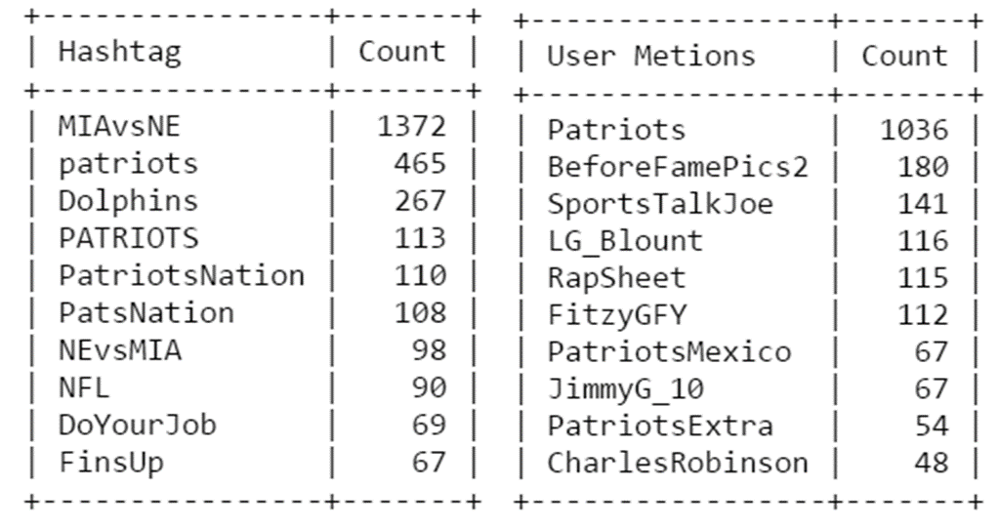 +----------------+-------+
| Hashtag        | Count |
+----------------+-------+
| MIAvsNE        |  1372 |
| patriots       |   465 |
| Dolphins       |   267 |
| PATRIOTS       |   113 |
| PatriotsNation |   110 |
| PatsNation     |   108 |
| NEvsMIA        |    98 |
| NFL            |    90 |
| DoYourJob      |    69 |
| FinsUp         |    67 |
+----------------+-------+
+-----------------+-------+
| User Metions    | Count |
+-----------------+-------+
| Patriots        |  1036 |
| BeforeFamePics2 |   180 |
| SportsTalkJoe   |   141 |
| LG_Blount       |   116 |
| RapSheet        |   115 |
| FitzyGFY        |   112 |
| PatriotsMexico  |    67 |
| JimmyG_10       |    67 |
| PatriotsExtra   |    54 |
| CharlesRobinson |    48 |
+-----------------+-------+